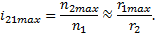 i₂₁max = n₂max / n₁ ≈ r₁max / r₂.